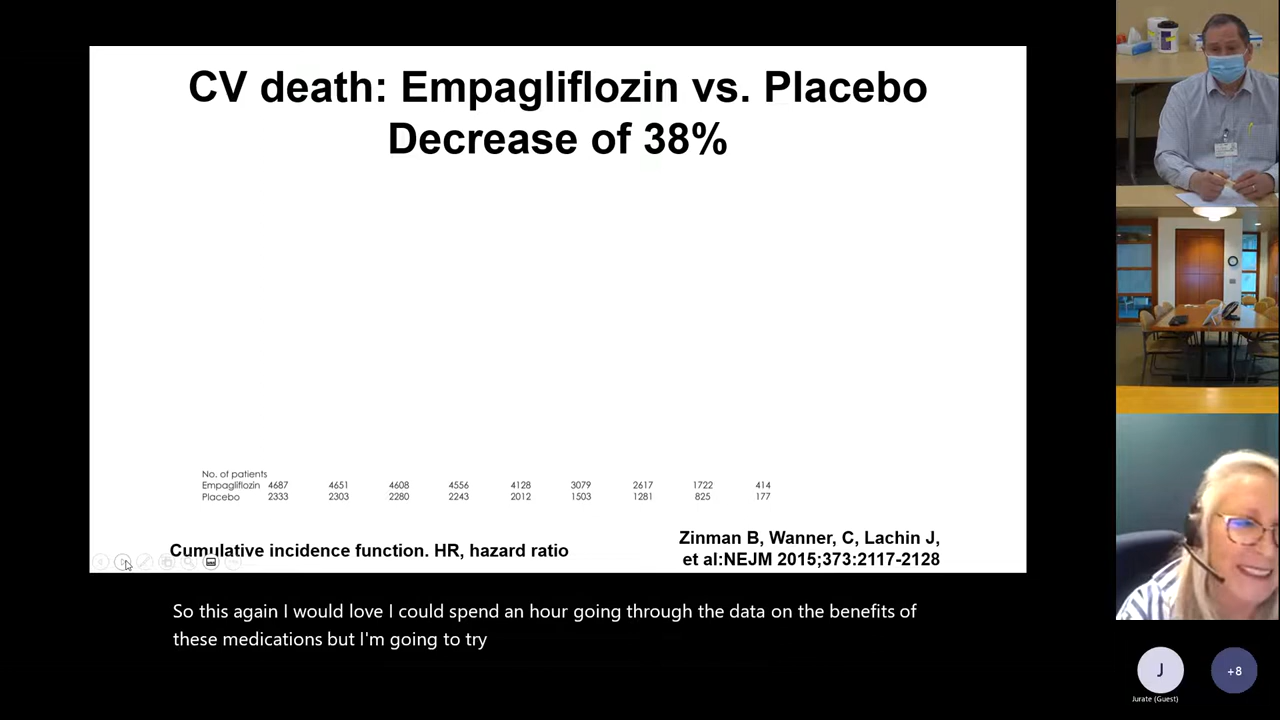 CV death: Empagliflozin vs. Placebo
Decrease of 38%
No. of patients
Empagliflozin 4687 4651 4608 4556 4128 3079 2617 1722 414
Placebo 2333 2303 2280 2243 2012 1503 1281 825 177
Cumulative incidence function. HR, hazard ratio
Zinman B, Wanner, C, Lachin J,
et al:NEJM 2015;373:2117-2128
So this again I would love I could spend an hour going through the data on the benefits of
these medications but I'm going to try
J
+8
Jurate (Guest)